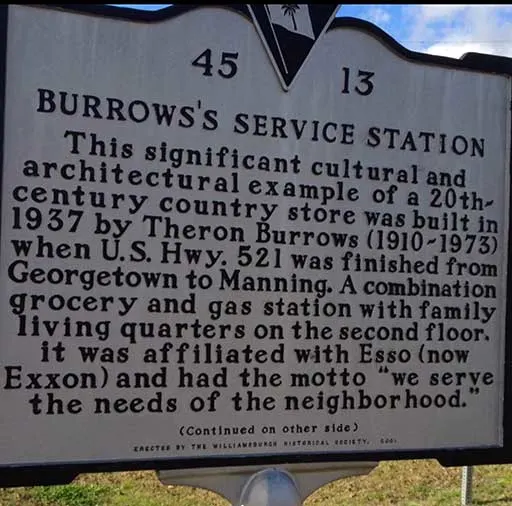 45 13
BURROWS'S SERVICE STATION
This significant cultural and
architectural example of a 20th-
century country store was built in
1937 by Theron Burrows (1910-1973)
when U.S. Hwy. 521 was finished from
Georgetown to Manning. A combination
grocery and gas station with family
living quarters on the second floor.
it was affiliated with Esso (now
Exxon) and had the motto "we serve
the needs of the neighborhood."
(Continued on other side)
ERECTED BY THE WILLIAMSBURGH HISTORICAL SOCIETY,